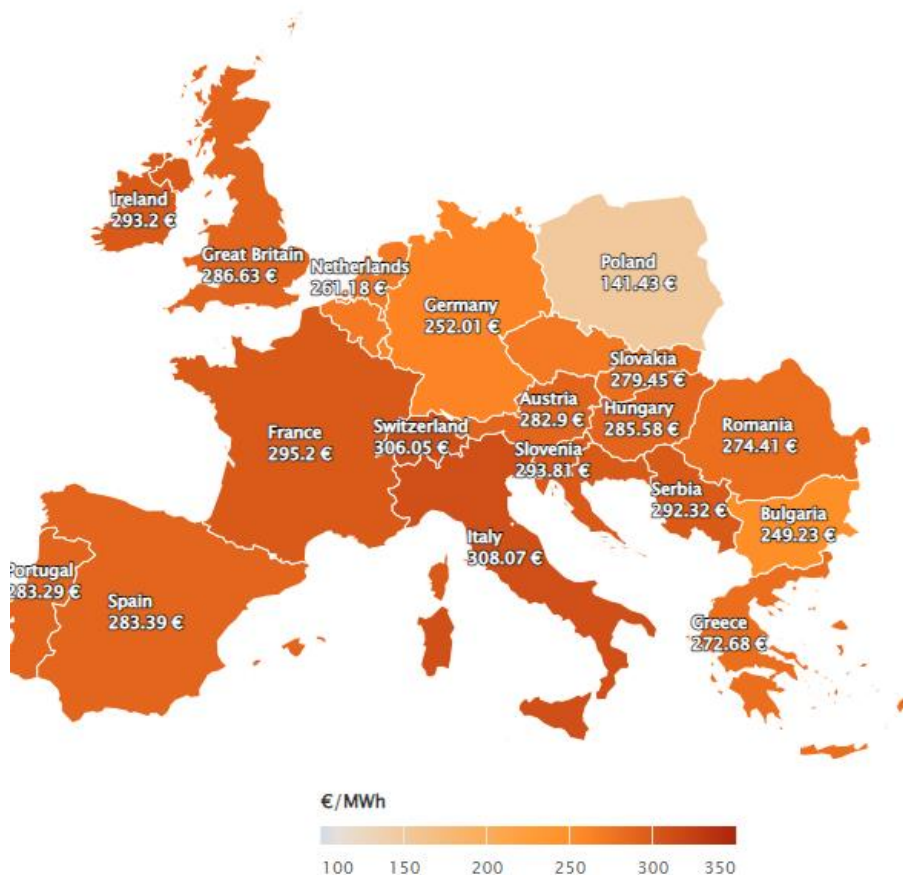 Ireland
293.2 €
Great Britain
286.63 €
Netherlands
261.18 €
Germany
252.01 €
Poland
141.43 €
Slovakia
279.45 €
Austria
282.9 €
Hungary
285.58 €
Romania
274.41 €
France
295.2 €
Switzerland
306.05 €
Slovenia
293.81 €
Serbia
292.32 €
Bulgaria
249.23 €
Italy
308.07 €
Portugal
283.29 €
Spain
283.39 €
Greece
272.68 €
€/MWh
100 150 200 250 300 350